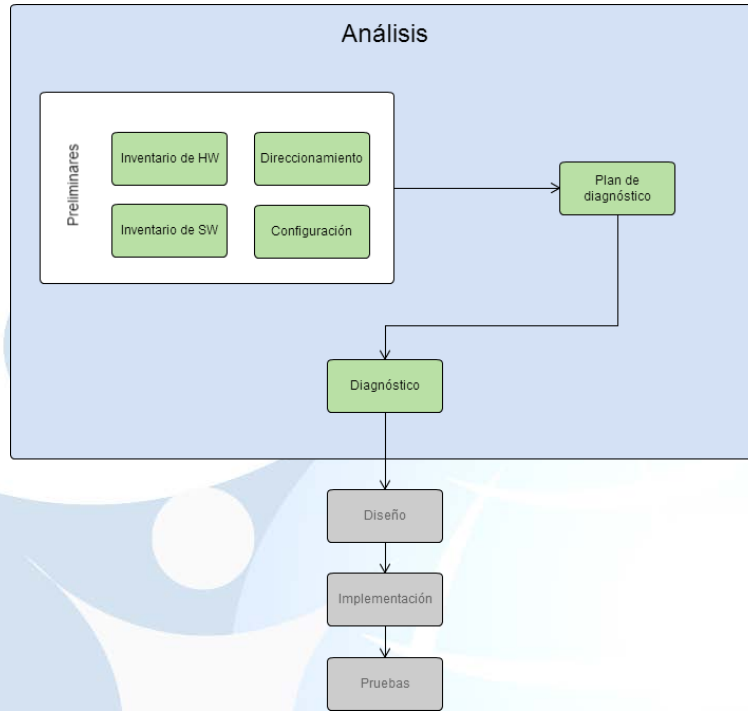 Análisis
Preliminares
Inventario de HW
Direccionamiento
Inventario de SW
Configuración
Plan de
diagnóstico
Diagnóstico
Diseño
Implementación
Pruebas